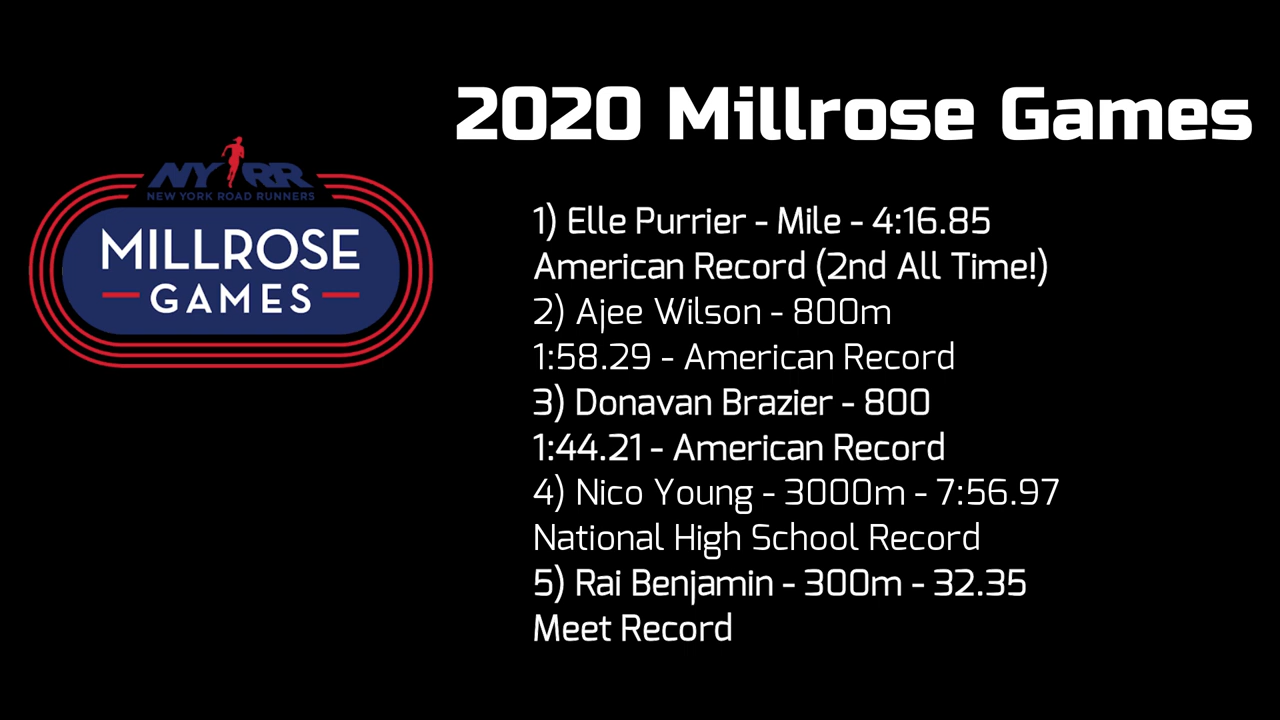 2020 Millrose Games
NYRR
NEW YORK ROAD RUNNERS
MILLROSE
GAMES
1) Elle Purrier - Mile - 4:16.85
American Record (2nd All Time!)
2) Ajee Wilson - 800m
1:58.29 - American Record
3) Donavan Brazier - 800
1:44.21 - American Record
4) Nico Young - 3000m - 7:56.97
National High School Record
5) Rai Benjamin - 300m - 32.35
Meet Record